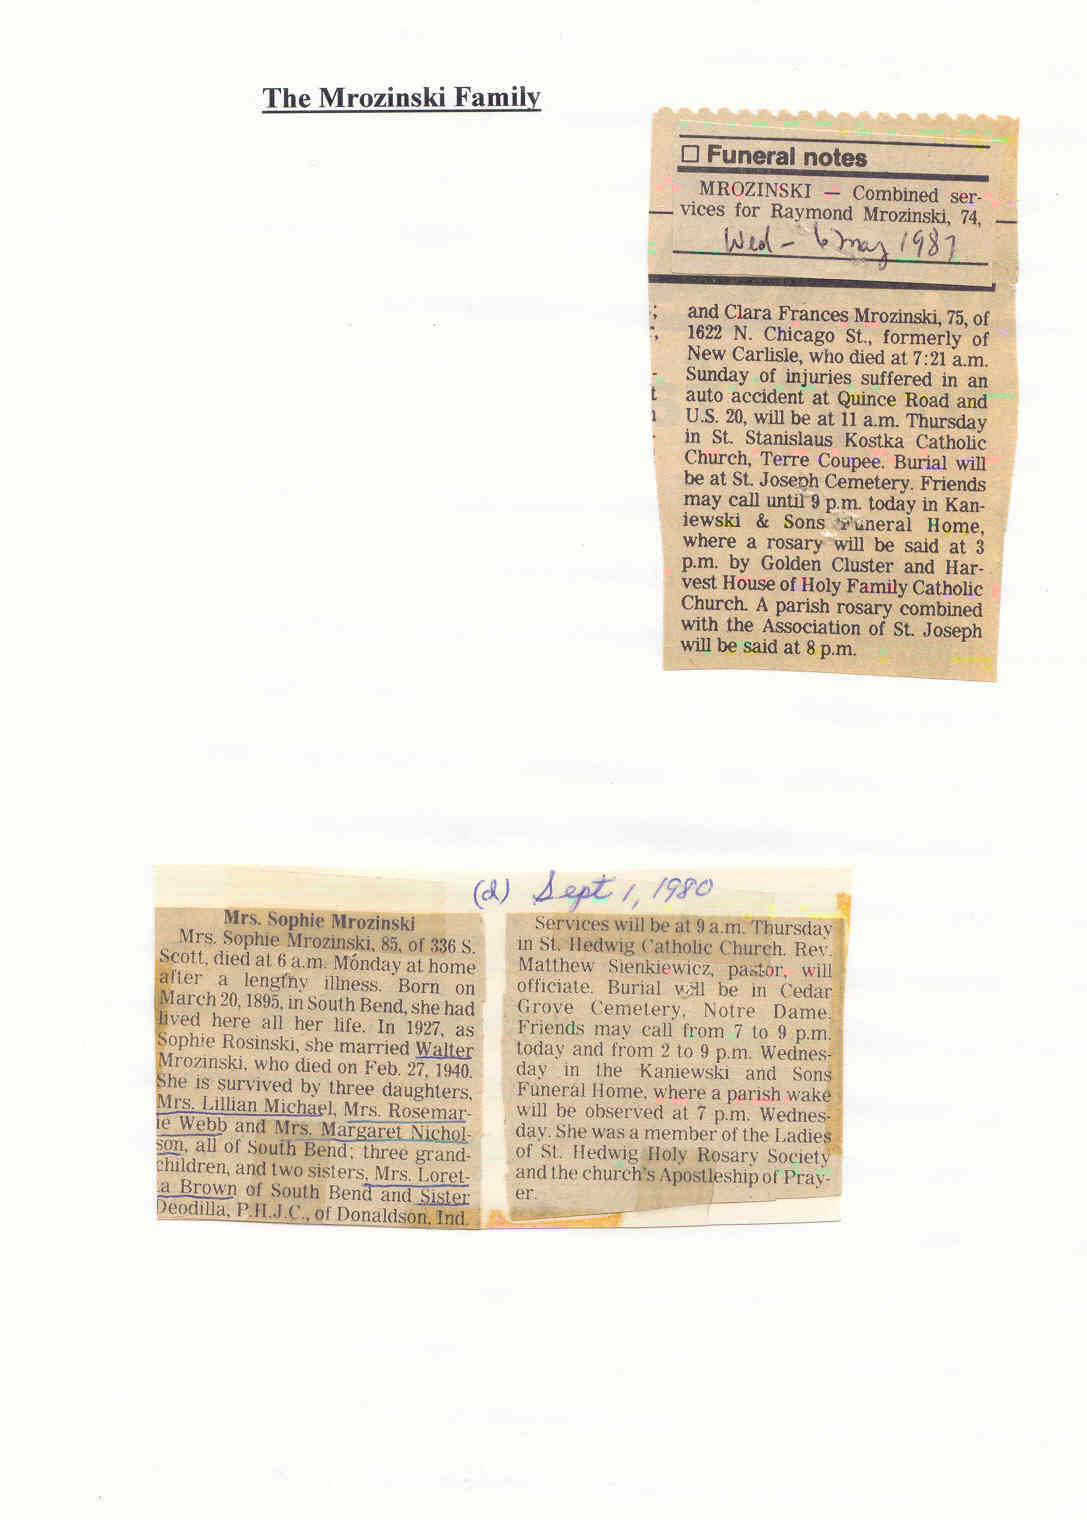 The Mrozinski Family
☐ Funeral notes
MROZINSKI — Combined ser-
vices for Raymond Mrozinski, 74,
Wed - 6 May 1987
and Clara Frances Mrozinski, 75, of
1622 N. Chicago St., formerly of
New Carlisle, who died at 7:21 a.m.
Sunday of injuries suffered in an
auto accident at Quince Road and
U.S. 20, will be at 11 a.m. Thursday
in St. Stanislaus Kostka Catholic
Church, Terre Coupee. Burial will
be at St. Joseph Cemetery. Friends
may call until 9 p.m. today in Kan-
iewski & Sons Funeral Home,
where a rosary will be said at 3
p.m. by Golden Cluster and Har-
vest House of Holy Family Catholic
Church. A parish rosary combined
with the Association of St. Joseph
will be said at 8 p.m.
(d) Sept 1, 1980
Mrs. Sophie Mrozinski
Mrs. Sophie Mrozinski, 85, of 336 S.
Scott, died at 6 a.m. Monday at home
after a lengthy illness. Born on
March 20, 1895, in South Bend, she had
lived here all her life. In 1927, as
Sophie Rosinski, she married Walter
Mrozinski, who died on Feb. 27, 1940.
She is survived by three daughters,
Mrs. Lillian Michael, Mrs. Rosemar-
ie Webb and Mrs. Margaret Nichol-
son, all of South Bend; three grand-
children, and two sisters, Mrs. Loret-
ta Brown of South Bend and Sister
Deodilla, P.H.J.C., of Donaldson, Ind.
Services will be at 9 a.m. Thursday
in St. Hedwig Catholic Church. Rev.
Matthew Sienkiewicz, pastor, will
officiate. Burial will be in Cedar
Grove Cemetery, Notre Dame.
Friends may call from 7 to 9 p.m.
today and from 2 to 9 p.m. Wednes-
day in the Kaniewski and Sons
Funeral Home, where a parish wake
will be observed at 7 p.m. Wednes-
day. She was a member of the Ladies
of St. Hedwig Holy Rosary Society
and the church's Apostleship of Pray-
er.